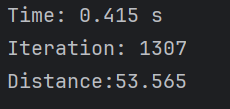 Time: 0.415 s
Iteration: 1307
Distance:53.565